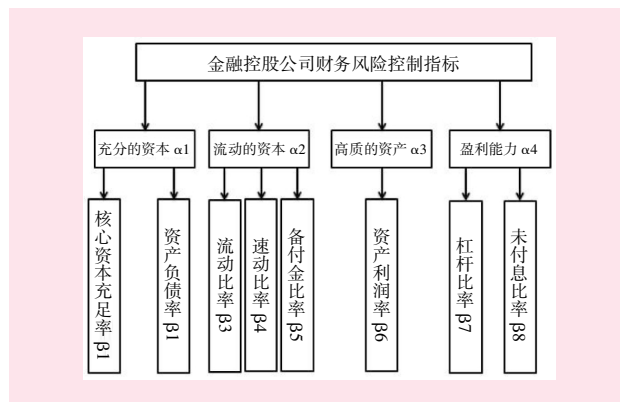 金融控股公司财务风险控制指标
充分的资本 α1
流动的资本 α2
高质的资产 α3
盈利能力 α4
核心资本充足率 β1
资产负债率 β1
流动比率 β3
速动比率 β4
备付金比率 β5
资产利润率 β6
杠杆比率 β7
未付息比率 β8